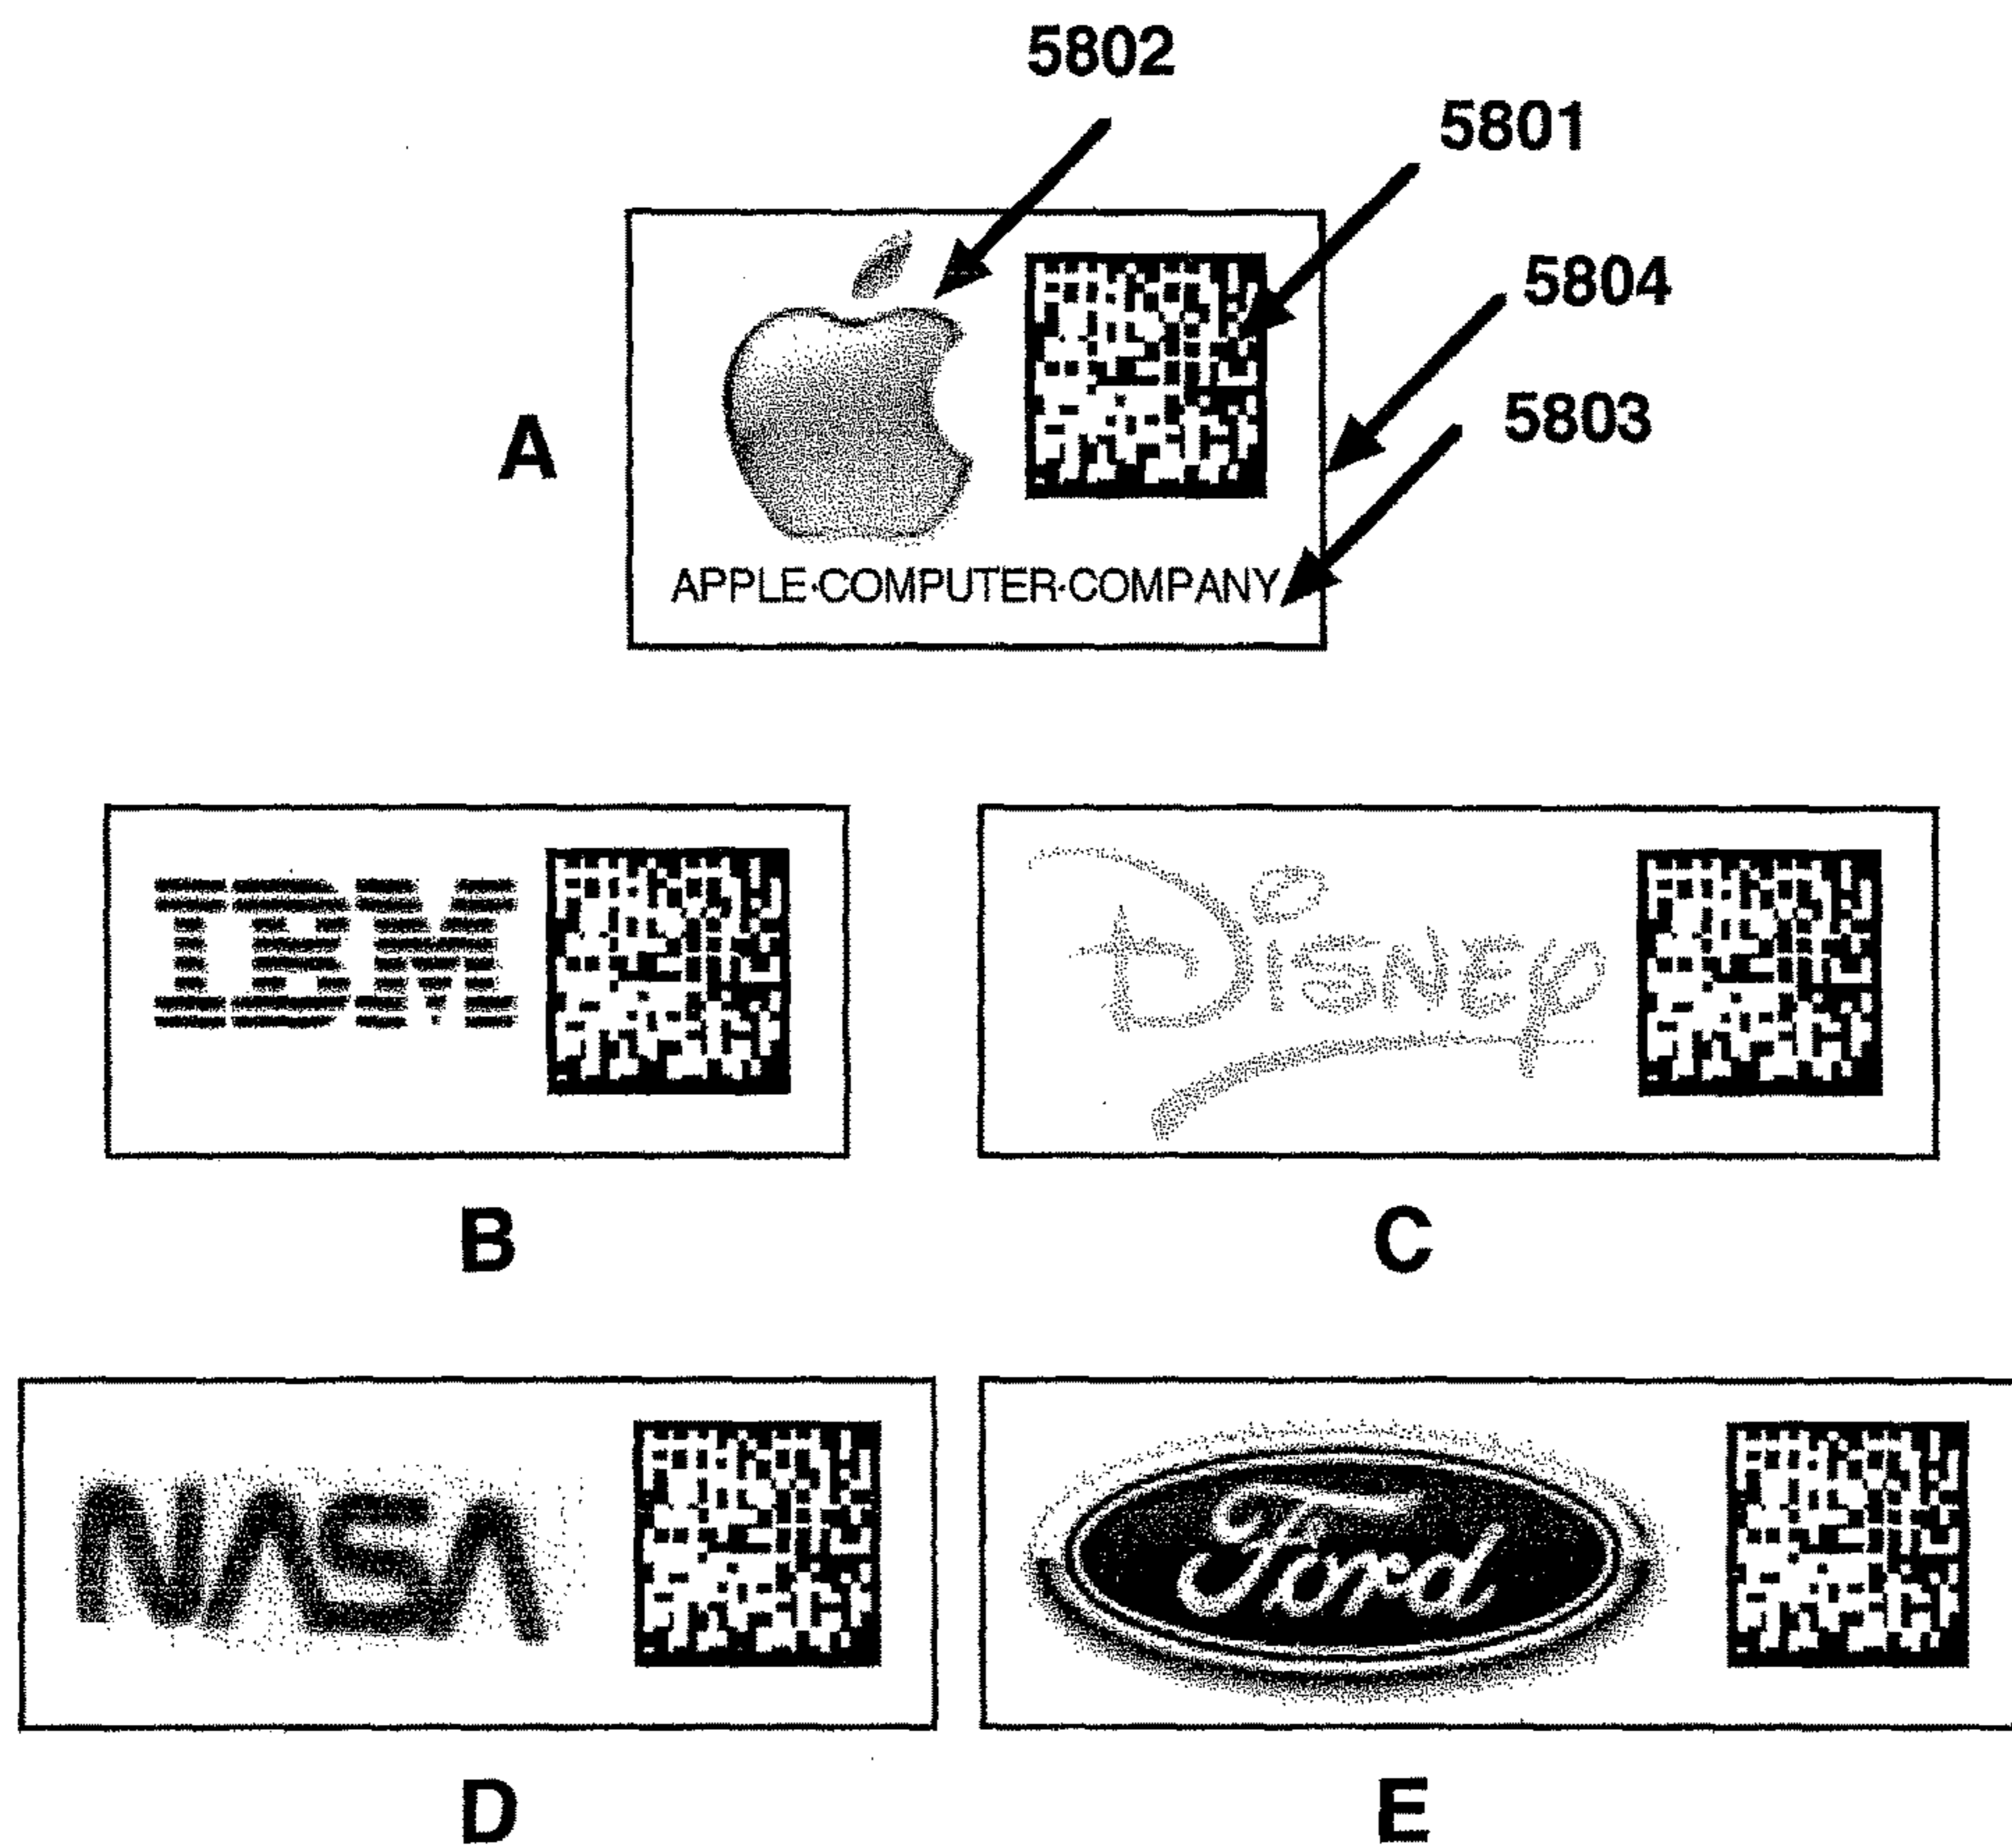 5802
5801
5804
5803
A
APPLE·COMPUTER·COMPANY
IBM
DISNEY
B
C
NASA
Ford
D
E